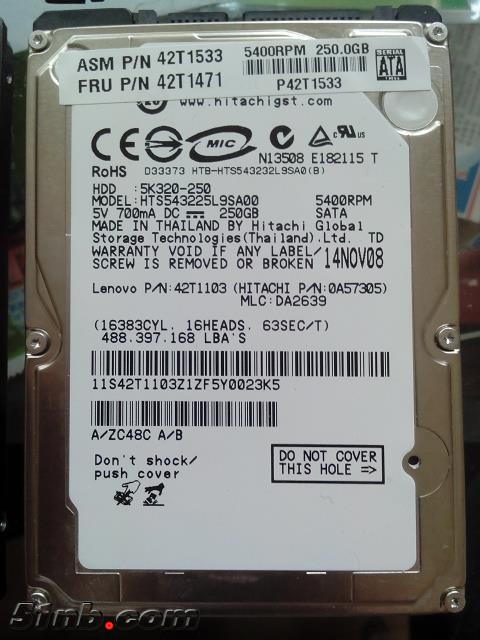 ASM P/N 42T1533
5400RPM 250.0GB
SERIAL
ATA
FRU P/N 42T1471
P42T1533
www.hitachigst.com
MIC
N13508 E182115 T
RoHS
D33373 HTB-HTS543232L9SA0(B)
HDD :5K320-250
MODEL:HTS543225L9SA00 5400RPM
5V 700mA DC 250GB SATA
MADE IN THAILAND BY Hitachi Global
Storage Technologies(Thailand).Ltd. TD
WARRANTY VOID IF ANY LABEL/
SCREW IS REMOVED OR BROKEN
14NOV08
Lenovo P/N:42T1103 (HITACHI P/N:0A57305)
MLC:DA2639
(16383CYL. 16HEADS. 63SEC/T)
488.397.168 LBA'S
11S42T1103Z1ZF5Y0023K5
A/ZC48C A/B
Don't shock/
push cover
DO NOT COVER
THIS HOLE =>
51nb.com